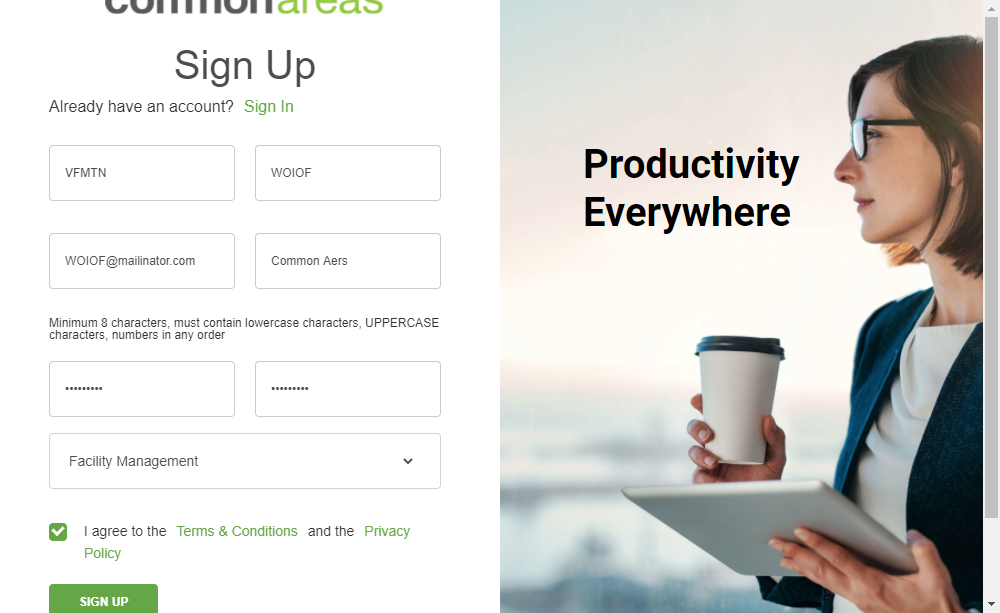 commonareas
Sign Up
Already have an account? Sign In
VFMTN WOIOF
WOIOF@mailinator.com Common Aers
Minimum 8 characters, must contain lowercase characters, UPPERCASE
characters, numbers in any order
••••••••• •••••••••
Facility Management
I agree to the Terms & Conditions and the Privacy
Policy
SIGN UP
Productivity
Everywhere